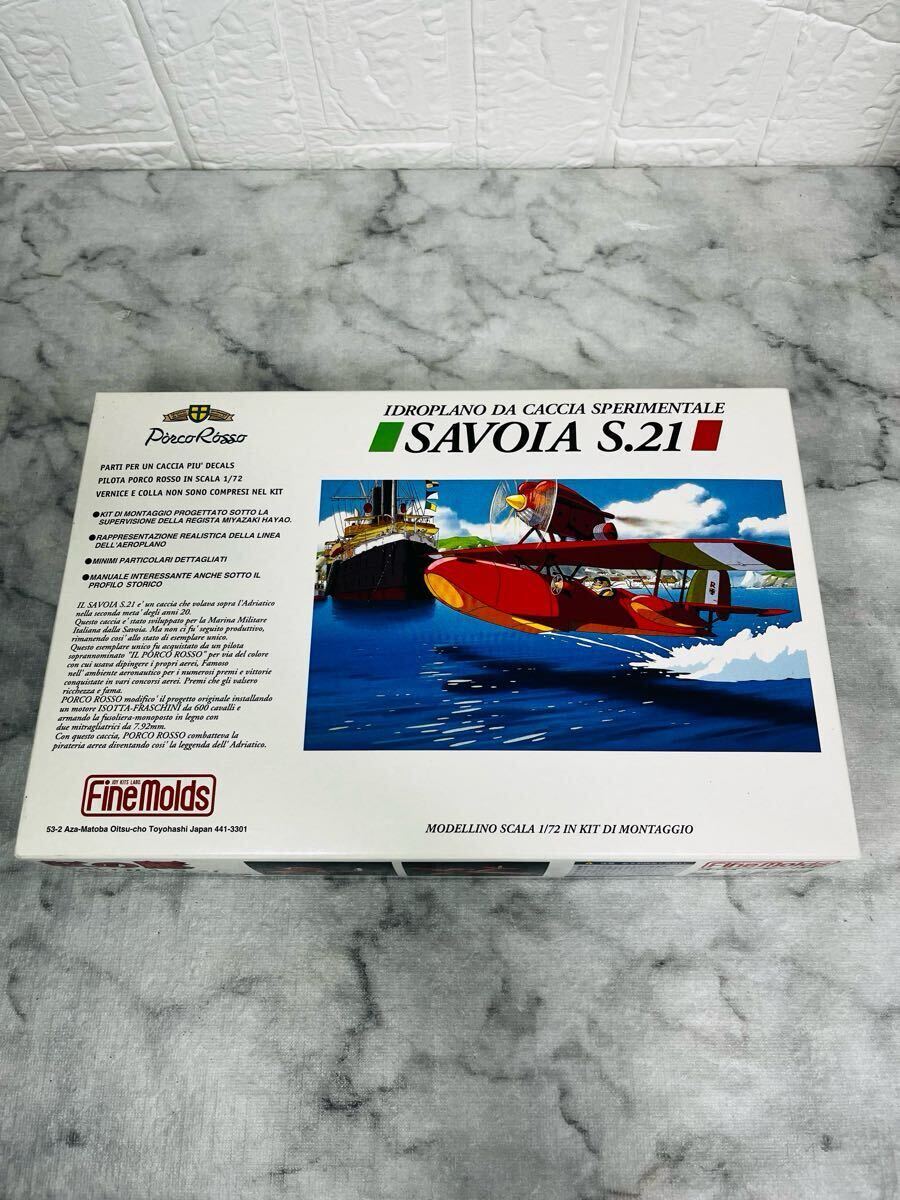 Pòrco Rosso
PARTI PER UN CACCIA PIU' DECALS
PILOTA PORCO ROSSO IN SCALA 1/72
VERNICE E COLLA NON SONO COMPRESI NEL KIT
●KIT DI MONTAGGIO PROGETTATO SOTTO LA
SUPERVISIONE DELLA REGISTA MIYAZAKI HAYAO.
●RAPPRESENTAZIONE REALISTICA DELLA LINEA
DELL'AEROPLANO
●MINIMI PARTICOLARI DETTAGLIATI
●MANUALE INTERESSANTE ANCHE SOTTO IL
PROFILO STORICO
IL SAVOIA S.21 e' un caccia che volava sopra l'Adriatico
nella seconda meta' degli anni 20.
Questo caccia e' stato sviluppato per la Marina Militare
Italiana dalla Savoia. Ma non ci fu' seguito produttivo,
rimanendo cosi' allo stato di esemplare unico.
Questo esemplare unico fu acquistato da un pilota
soprannominato "IL PÒRCO ROSSO" per via del colore
con cui usava dipingere i propri aerei, Famoso
nell' ambiente aeronautico per i numerosi premi e vittorie
conquistate in vari concorsi aerei. Premi che gli valsero
ricchezza e fama.
PORCO ROSSO modifico' il progetto originale installando
un motore ISOTTA-FRASCHINI da 600 cavalli e
armando la fusoliera-monoposto in legno con
due mitragliatrici da 7.92mm.
Con questo caccia, PORCO ROSSO combatteva la
pirateria aerea diventando cosi' la leggenda dell' Adriatico.
JOY KITS LABO.
FineMolds
53-2 Aza-Matoba Oitsu-cho Toyohashi Japan 441-3301
IDROPLANO DA CACCIA SPERIMENTALE
SAVOIA S.21
R
MODELLINO SCALA 1/72 IN KIT DI MONTAGGIO
FineMolds